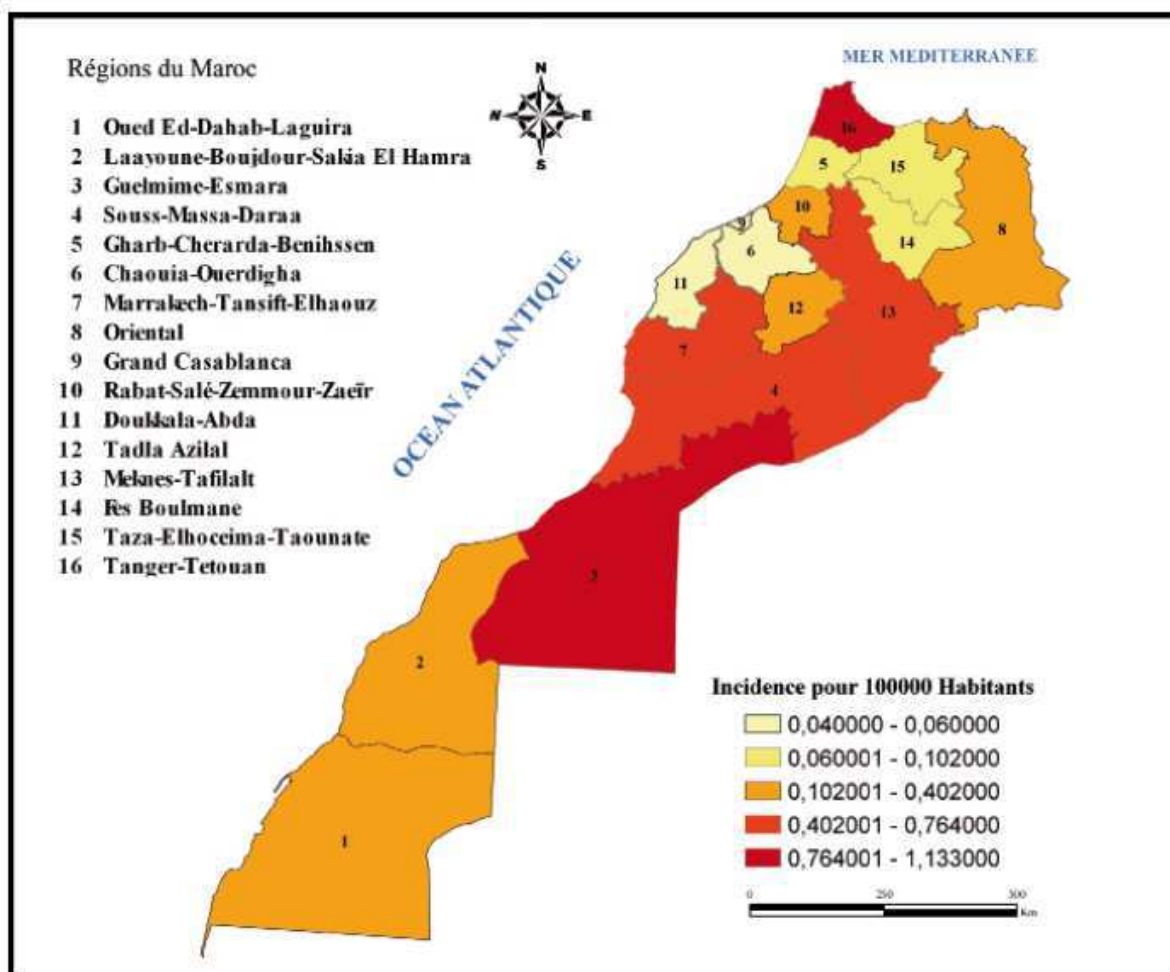 MER MEDITERRANEE
Régions du Maroc
N
N E
S
1 Oued Ed-Dahab-Laguira
2 Laayoune-Boujdour-Sakia El Hamra
3 Guelmime-Esmara
4 Souss-Massa-Daraa
5 Gharb-Cherarda-Benihssen
6 Chaouia-Ouerdigha
7 Marrakech-Tansift-Elhaouz
8 Oriental
9 Grand Casablanca
10 Rabat-Salé-Zemmour-Zaeïr
11 Doukkala-Abda
12 Tadla Azilal
13 Meknes-Tafilalt
14 Fes Boulmane
15 Taza-Elhoceima-Taounate
16 Tanger-Tetouan
OCEAN ATLANTIQUE
16
5
15
10
9
6
14
8
11
12
13
7
4
3
2
1
Incidence pour 100000 Habitants
0,040000 - 0,060000
0,060001 - 0,102000
0,102001 - 0,402000
0,402001 - 0,764000
0,764001 - 1,133000
0 250 500
Km